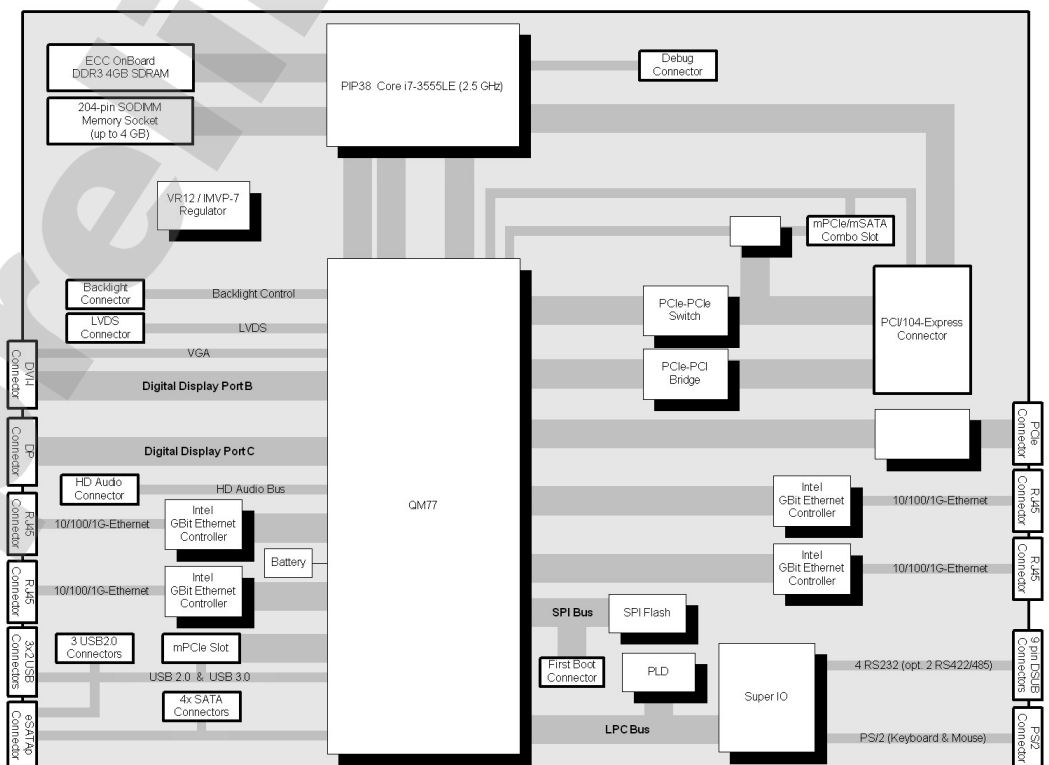 ECC OnBoard
DDR3 4GB SDRAM
204-pin SODIMM
Memory Socket
(up to 4 GB)
PIP38 Core i7-3555LE (2.5 GHz)
Debug
Connector
VR12 / IMVP-7
Regulator
mPCIe/mSATA
Combo Slot
Backlight
Connector
Backlight Control
LVDS
Connector
LVDS
VGA
DVI-I
Connector
Digital Display Port B
PCIe-PCIe
Switch
PCI/104-Express
Connector
PCIe-PCI
Bridge
DP
Connector
Digital Display Port C
PCIe
Connector
HD Audio
Connector
HD Audio Bus
QM77
RJ45
Connector
10/100/1G-Ethernet
Intel
GBit Ethernet
Controller
Intel
GBit Ethernet
Controller
10/100/1G-Ethernet
RJ45
Connector
Battery
RJ45
Connector
10/100/1G-Ethernet
Intel
GBit Ethernet
Controller
Intel
GBit Ethernet
Controller
10/100/1G-Ethernet
RJ45
Connector
SPI Bus
SPI Flash
First Boot
Connector
3x2 USB
Connectors
3 USB2.0
Connectors
mPCIe Slot
USB 2.0 & USB 3.0
PLD
Super IO
4 RS232 (opt. 2 RS422/485)
9 pin DSUB
Connectors
4x SATA
Connectors
eSATAp
Connector
LPC Bus
PS/2 (Keyboard & Mouse)
PS/2
Connector